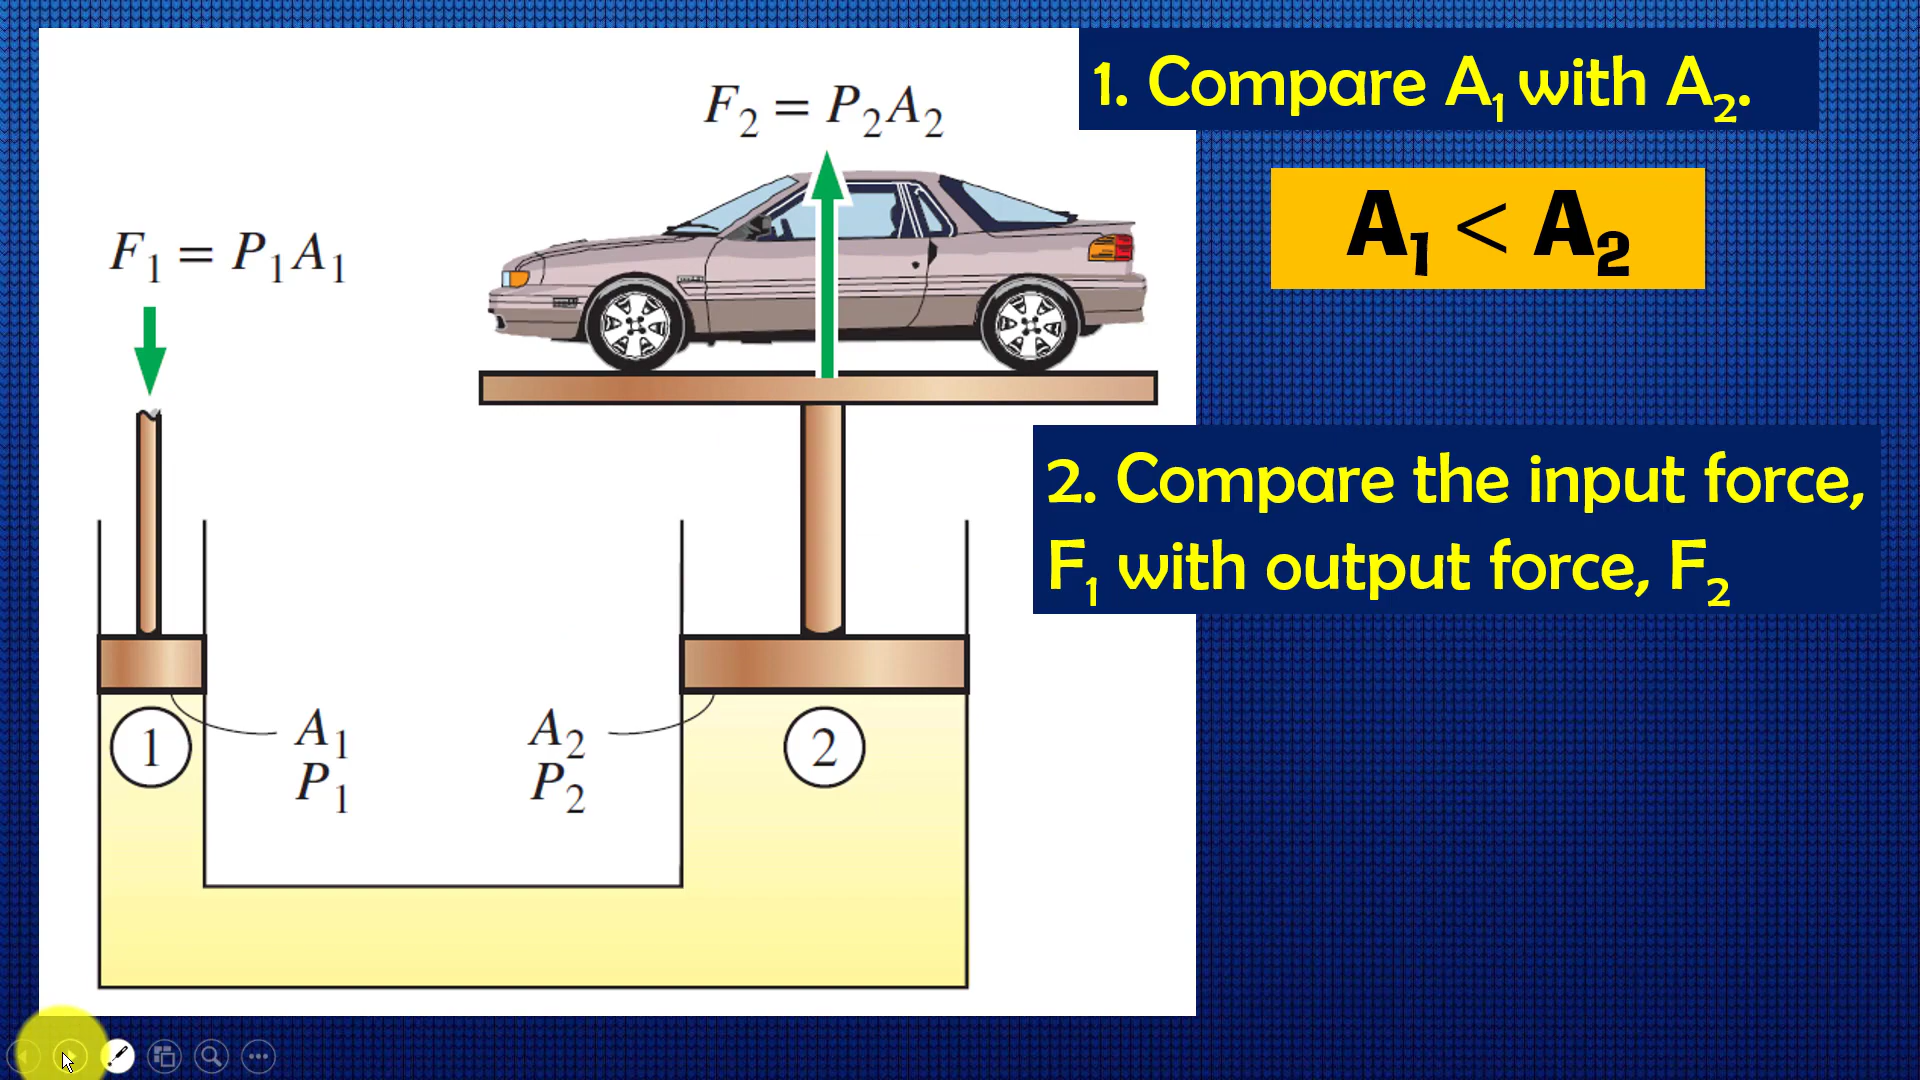 1. Compare A₁ with A₂.
F₂ = P₂A₂
A₁ < A₂
F₁ = P₁A₁
2. Compare the input force,
F₁ with output force, F₂
1
A₁
P₁
A₂
P₂
2